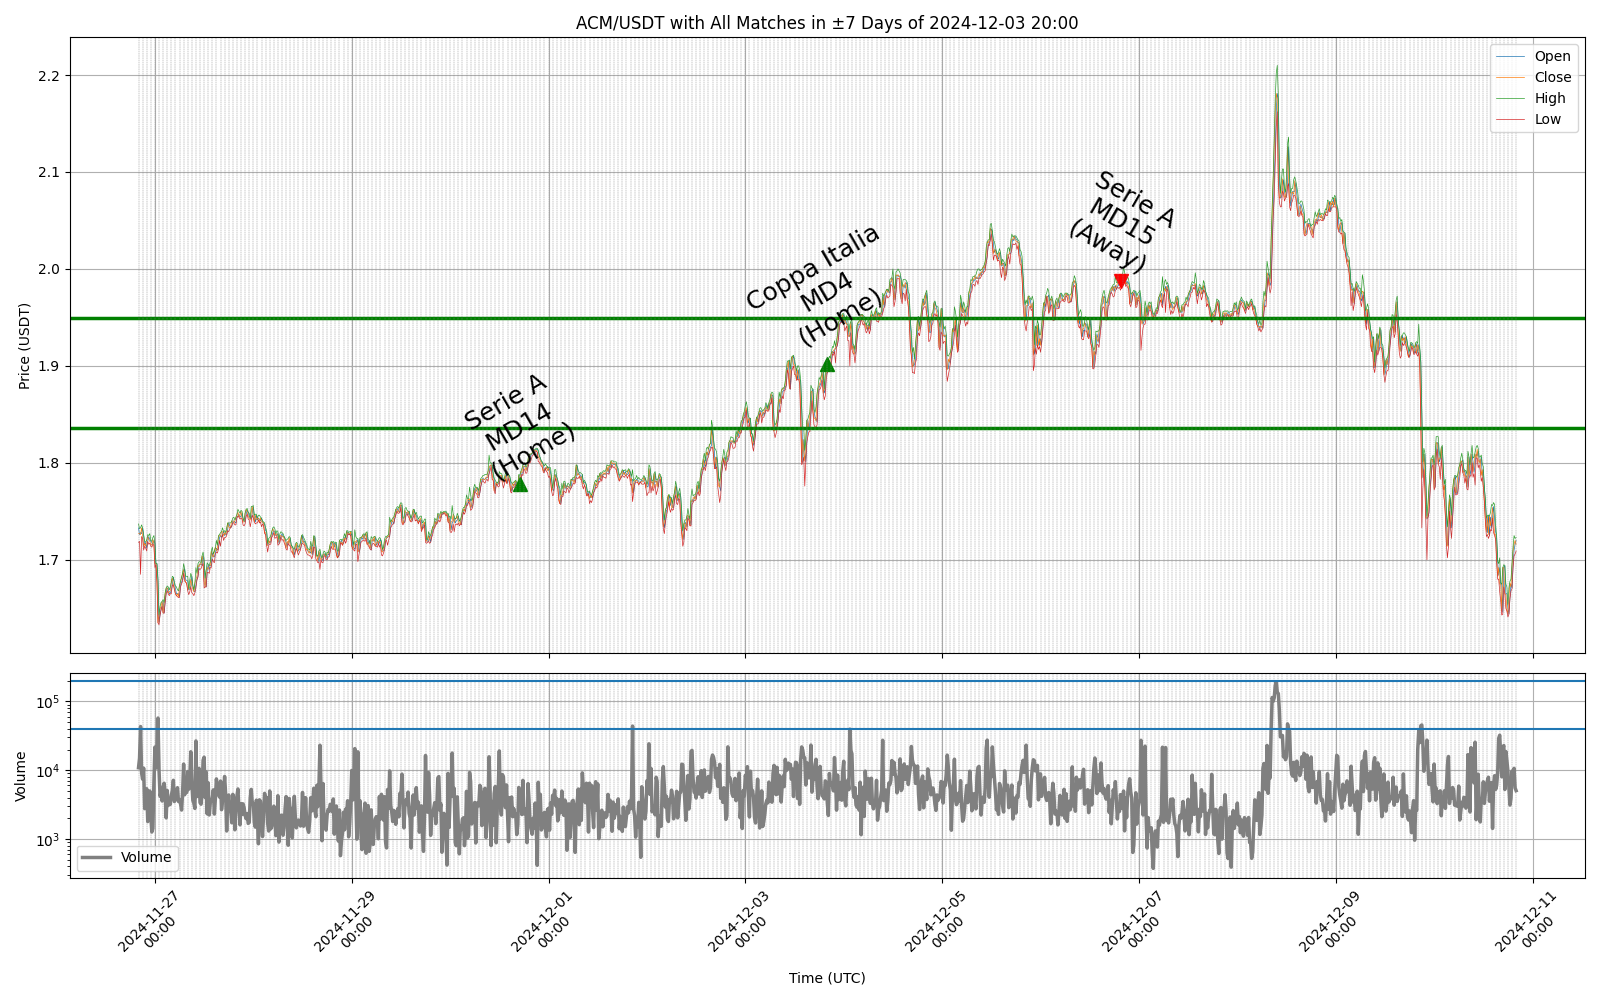 ACM/USDT with All Matches in ±7 Days of 2024-12-03 20:00
Price (USDT)
2.2
2.1
2.0
1.9
1.8
1.7
Open
Close
High
Low
Serie A
MD14
(Home)
Coppa Italia
MD4
(Home)
Serie A
MD15
(Away)
Volume
10^5
10^4
10^3
Volume
2024-11-27
00:00
2024-11-29
00:00
2024-12-01
00:00
2024-12-03
00:00
2024-12-05
00:00
2024-12-07
00:00
2024-12-09
00:00
2024-12-11
00:00
Time (UTC)